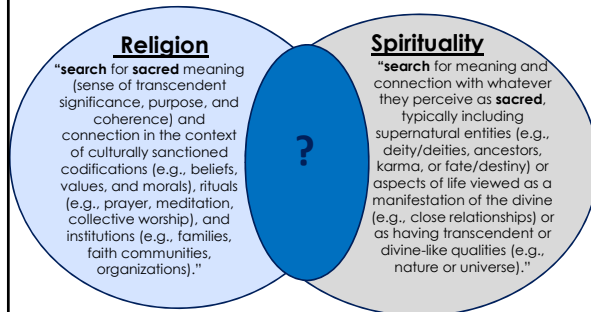 Religion
"search for sacred meaning
(sense of transcendent
significance, purpose, and
coherence) and
connection in the context
of culturally sanctioned
codifications (e.g., beliefs,
values, and morals), rituals
(e.g., prayer, meditation,
collective worship), and
institutions (e.g., families,
faith communities,
organizations)."
?
Spirituality
"search for meaning and
connection with whatever
they perceive as sacred,
typically including
supernatural entities (e.g.,
deity/deities, ancestors,
karma, or fate/destiny) or
aspects of life viewed as a
manifestation of the divine
(e.g., close relationships) or
as having transcendent or
divine-like qualities (e.g.,
nature or universe)."